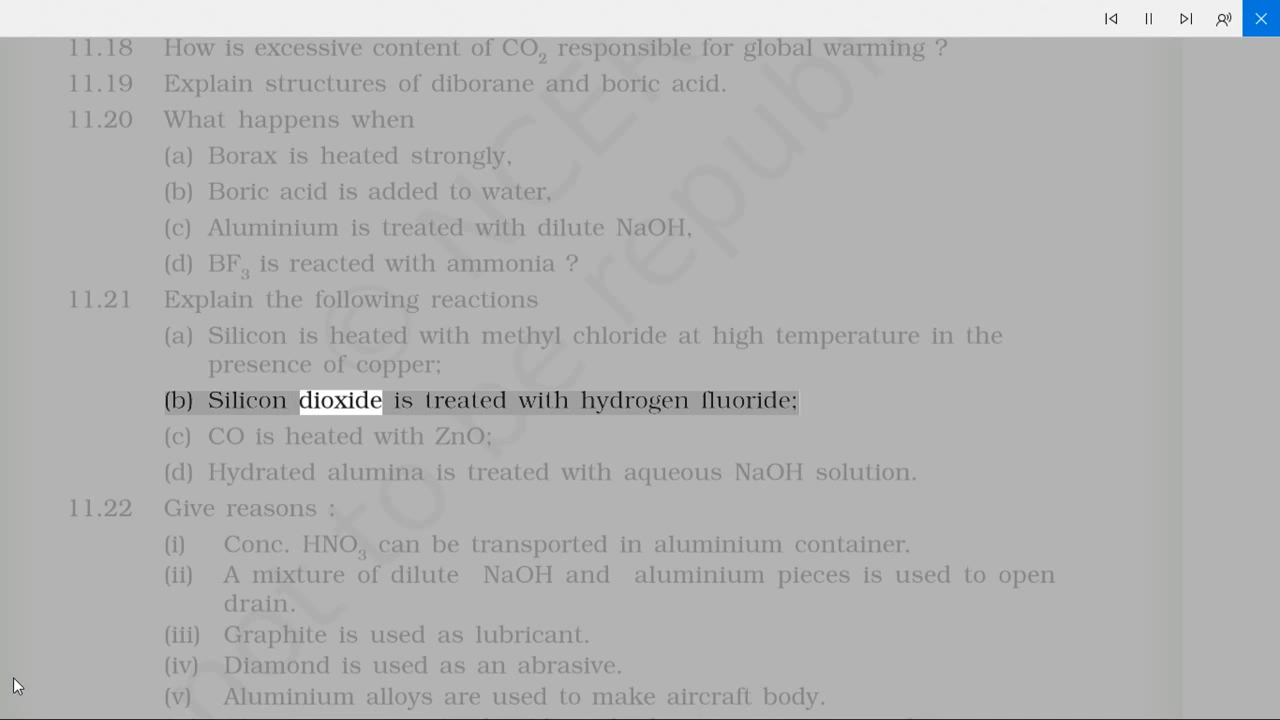 11.18 How is excessive content of CO₂ responsible for global warming ?
11.19 Explain structures of diborane and boric acid.
11.20 What happens when
(a) Borax is heated strongly,
(b) Boric acid is added to water,
(c) Aluminium is treated with dilute NaOH,
(d) BF₃ is reacted with ammonia ?
11.21 Explain the following reactions
(a) Silicon is heated with methyl chloride at high temperature in the
presence of copper;
(b) Silicon dioxide is treated with hydrogen fluoride;
(c) CO is heated with ZnO;
(d) Hydrated alumina is treated with aqueous NaOH solution.
11.22 Give reasons :
(i) Conc. HNO₃ can be transported in aluminium container.
(ii) A mixture of dilute NaOH and aluminium pieces is used to open
drain.
(iii) Graphite is used as lubricant.
(iv) Diamond is used as an abrasive.
(v) Aluminium alloys are used to make aircraft body.
© NCER
not to be republi